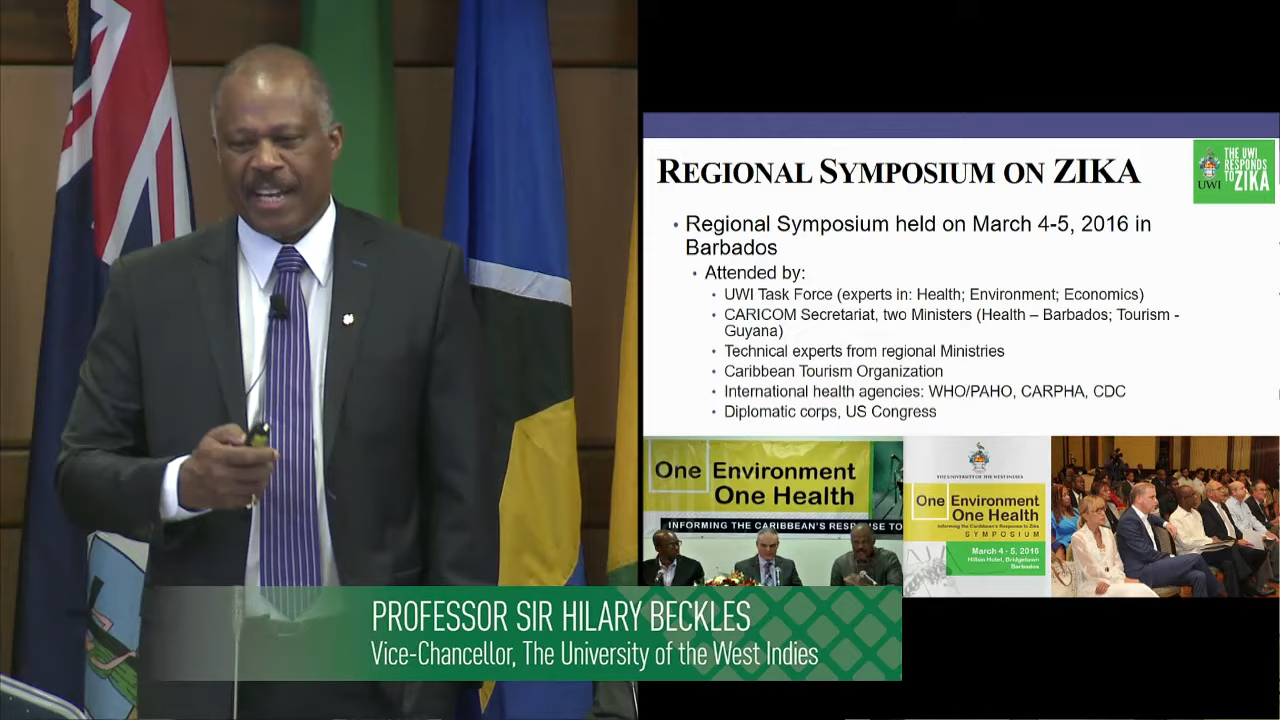 REGIONAL SYMPOSIUM ON ZIKA
UWI
THE UWI
RESPONDS
TO ZIKA
• Regional Symposium held on March 4-5, 2016 in
Barbados
• Attended by:
• UWI Task Force (experts in: Health; Environment; Economics)
• CARICOM Secretariat, two Ministers (Health – Barbados; Tourism -
Guyana)
• Technical experts from regional Ministries
• Caribbean Tourism Organization
• International health agencies: WHO/PAHO, CARPHA, CDC
• Diplomatic corps, US Congress
One Environment
One Health
INFORMING THE CARIBBEAN'S RESPONSE TO
THE UNIVERSITY OF THE WEST INDIES
One Environment
One Health
Informing the Caribbean's Response to Zika
SYMPOSIUM
March 4 - 5, 2016
Hilton Hotel, Bridgetown
Barbados
PROFESSOR SIR HILARY BECKLES
Vice-Chancellor, The University of the West Indies